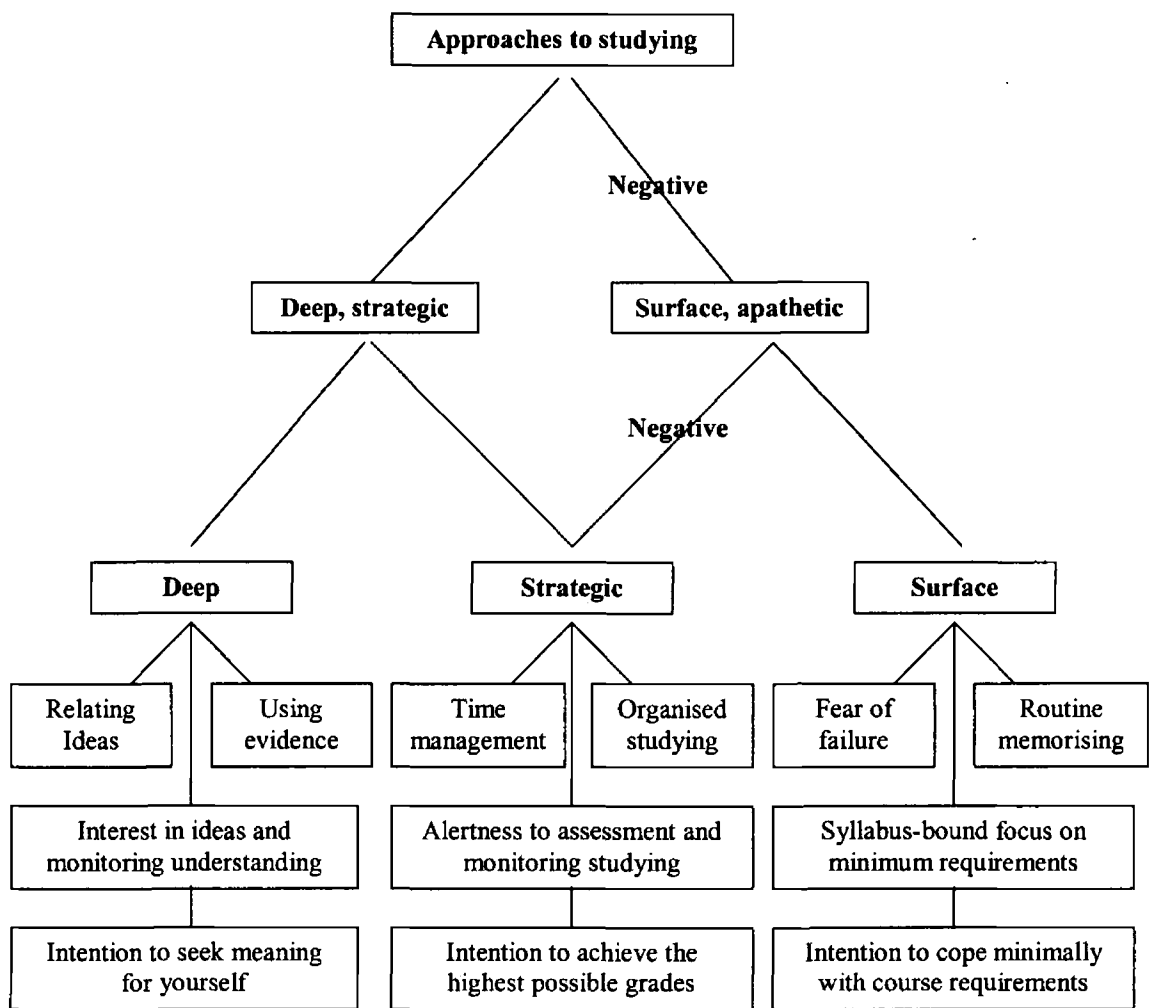 Approaches to studying
Negative
Deep, strategic
Surface, apathetic
Negative
Deep
Strategic
Surface
Relating
Ideas
Using
evidence
Time
management
Organised
studying
Fear of
failure
Routine
memorising
Interest in ideas and
monitoring understanding
Alertness to assessment and
monitoring studying
Syllabus-bound focus on
minimum requirements
Intention to seek meaning
for yourself
Intention to achieve the
highest possible grades
Intention to cope minimally
with course requirements